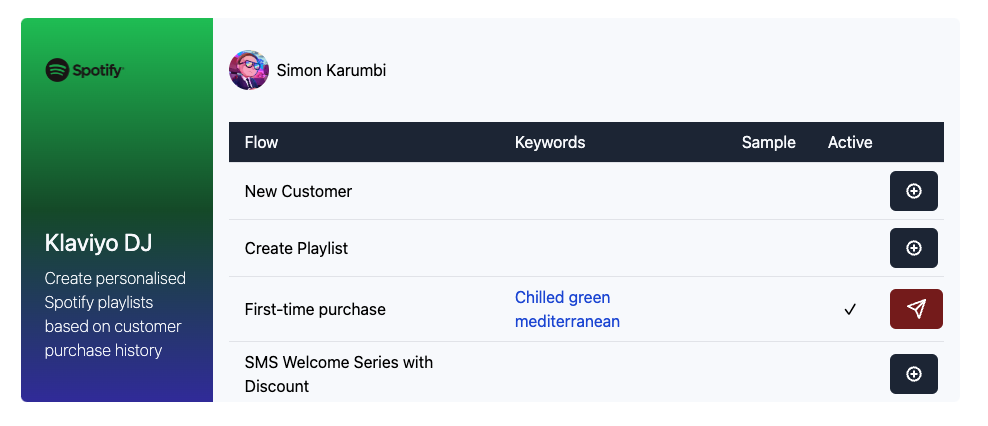 Spotify
Simon Karumbi
Flow Keywords Sample Active
New Customer
Klaviyo DJ
Create Playlist
Create personalised
Spotify playlists
based on customer
purchase history
First-time purchase
Chilled green
mediterranean
SMS Welcome Series with
Discount